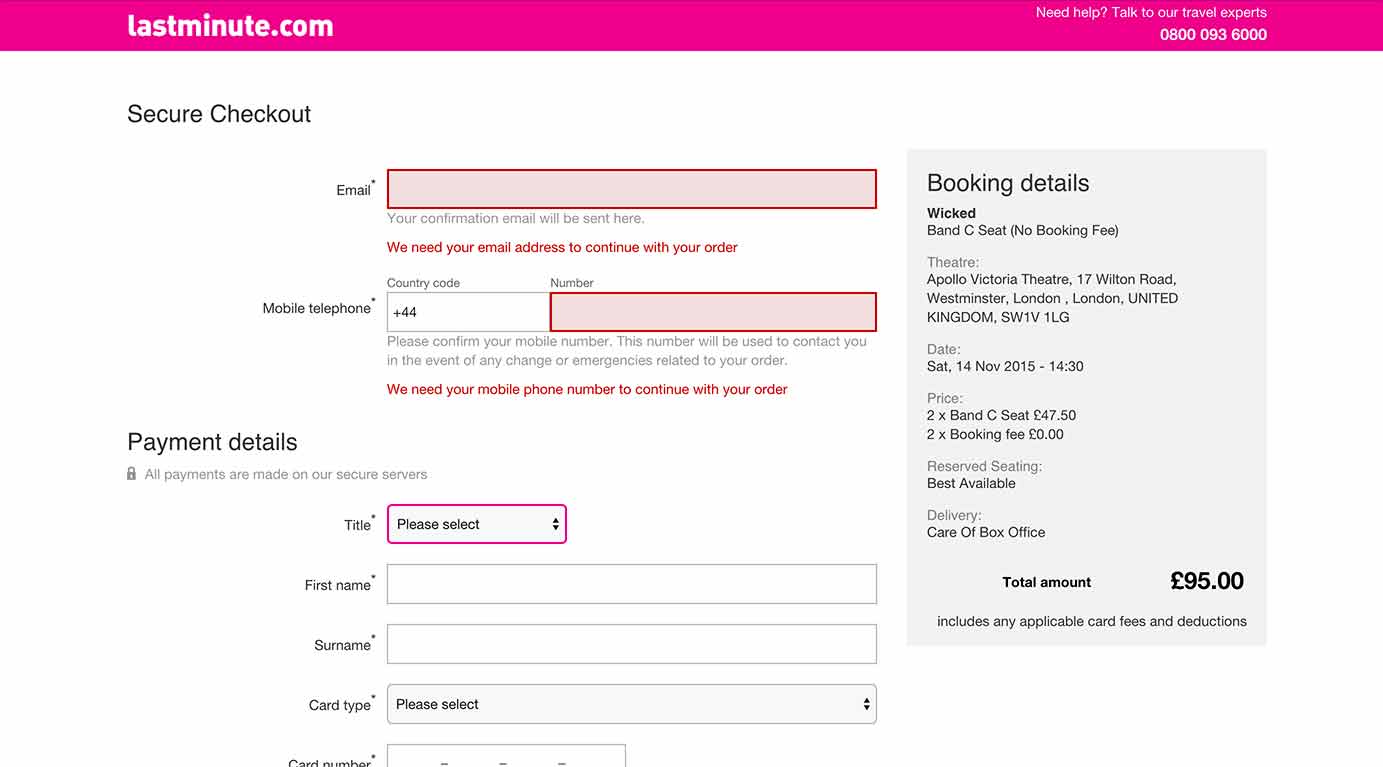 lastminute.com
Need help? Talk to our travel experts
0800 093 6000
Secure Checkout
Email*
Your confirmation email will be sent here.
We need your email address to continue with your order
Country code Number
Mobile telephone* +44
Please confirm your mobile number. This number will be used to contact you
in the event of any change or emergencies related to your order.
We need your mobile phone number to continue with your order
Payment details
All payments are made on our secure servers
Title* Please select
First name*
Surname*
Card type* Please select
Card number* – – –
Booking details
Wicked
Band C Seat (No Booking Fee)
Theatre:
Apollo Victoria Theatre, 17 Wilton Road,
Westminster, London , London, UNITED
KINGDOM, SW1V 1LG
Date:
Sat, 14 Nov 2015 - 14:30
Price:
2 x Band C Seat £47.50
2 x Booking fee £0.00
Reserved Seating:
Best Available
Delivery:
Care Of Box Office
Total amount £95.00
includes any applicable card fees and deductions